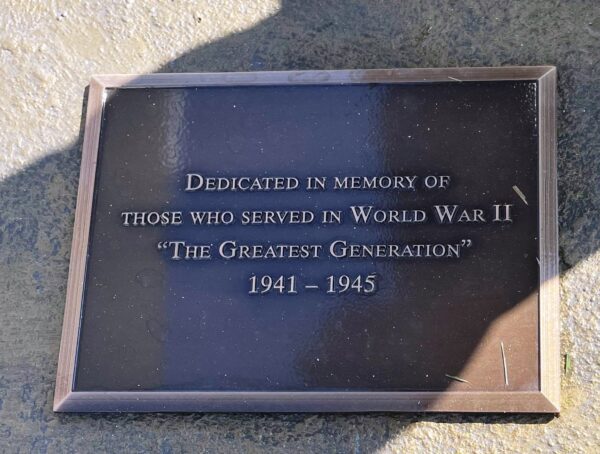 Dedicated in memory of
those who served in World War II
“The Greatest Generation”
1941 – 1945